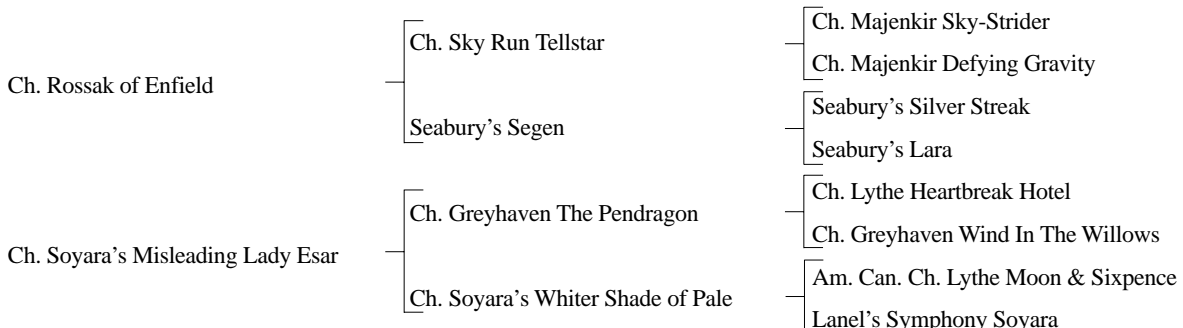 Ch. Majenkir Sky-Strider
Ch. Sky Run Tellstar
Ch. Majenkir Defying Gravity
Ch. Rossak of Enfield
Seabury’s Silver Streak
Seabury’s Segen
Seabury’s Lara
Ch. Lythe Heartbreak Hotel
Ch. Greyhaven The Pendragon
Ch. Greyhaven Wind In The Willows
Ch. Soyara’s Misleading Lady Esar
Am. Can. Ch. Lythe Moon & Sixpence
Ch. Soyara’s Whiter Shade of Pale
Lanel’s Symphony Soyara